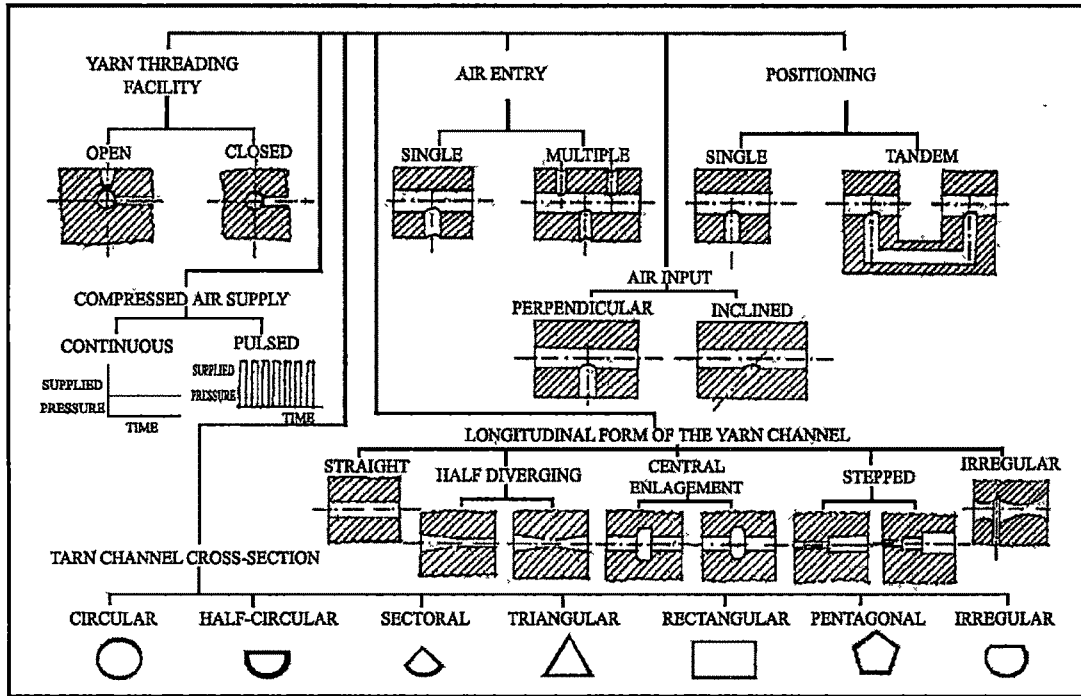 YARN THREADING
FACILITY
AIR ENTRY
POSITIONING
OPEN
CLOSED
SINGLE
MULTIPLE
SINGLE
TANDEM
COMPRESSED AIR SUPPLY
CONTINUOUS
PULSED
SUPPLIED
PRESSURE
TIME
SUPPLIED
PRESSURE
TIME
AIR INPUT
PERPENDICULAR
INCLINED
LONGITUDINAL FORM OF THE YARN CHANNEL
STRAIGHT
HALF DIVERGING
CENTRAL
ENLAGEMENT
STEPPED
IRREGULAR
TARN CHANNEL CROSS-SECTION
CIRCULAR
HALF-CIRCULAR
SECTORAL
TRIANGULAR
RECTANGULAR
PENTAGONAL
IRREGULAR